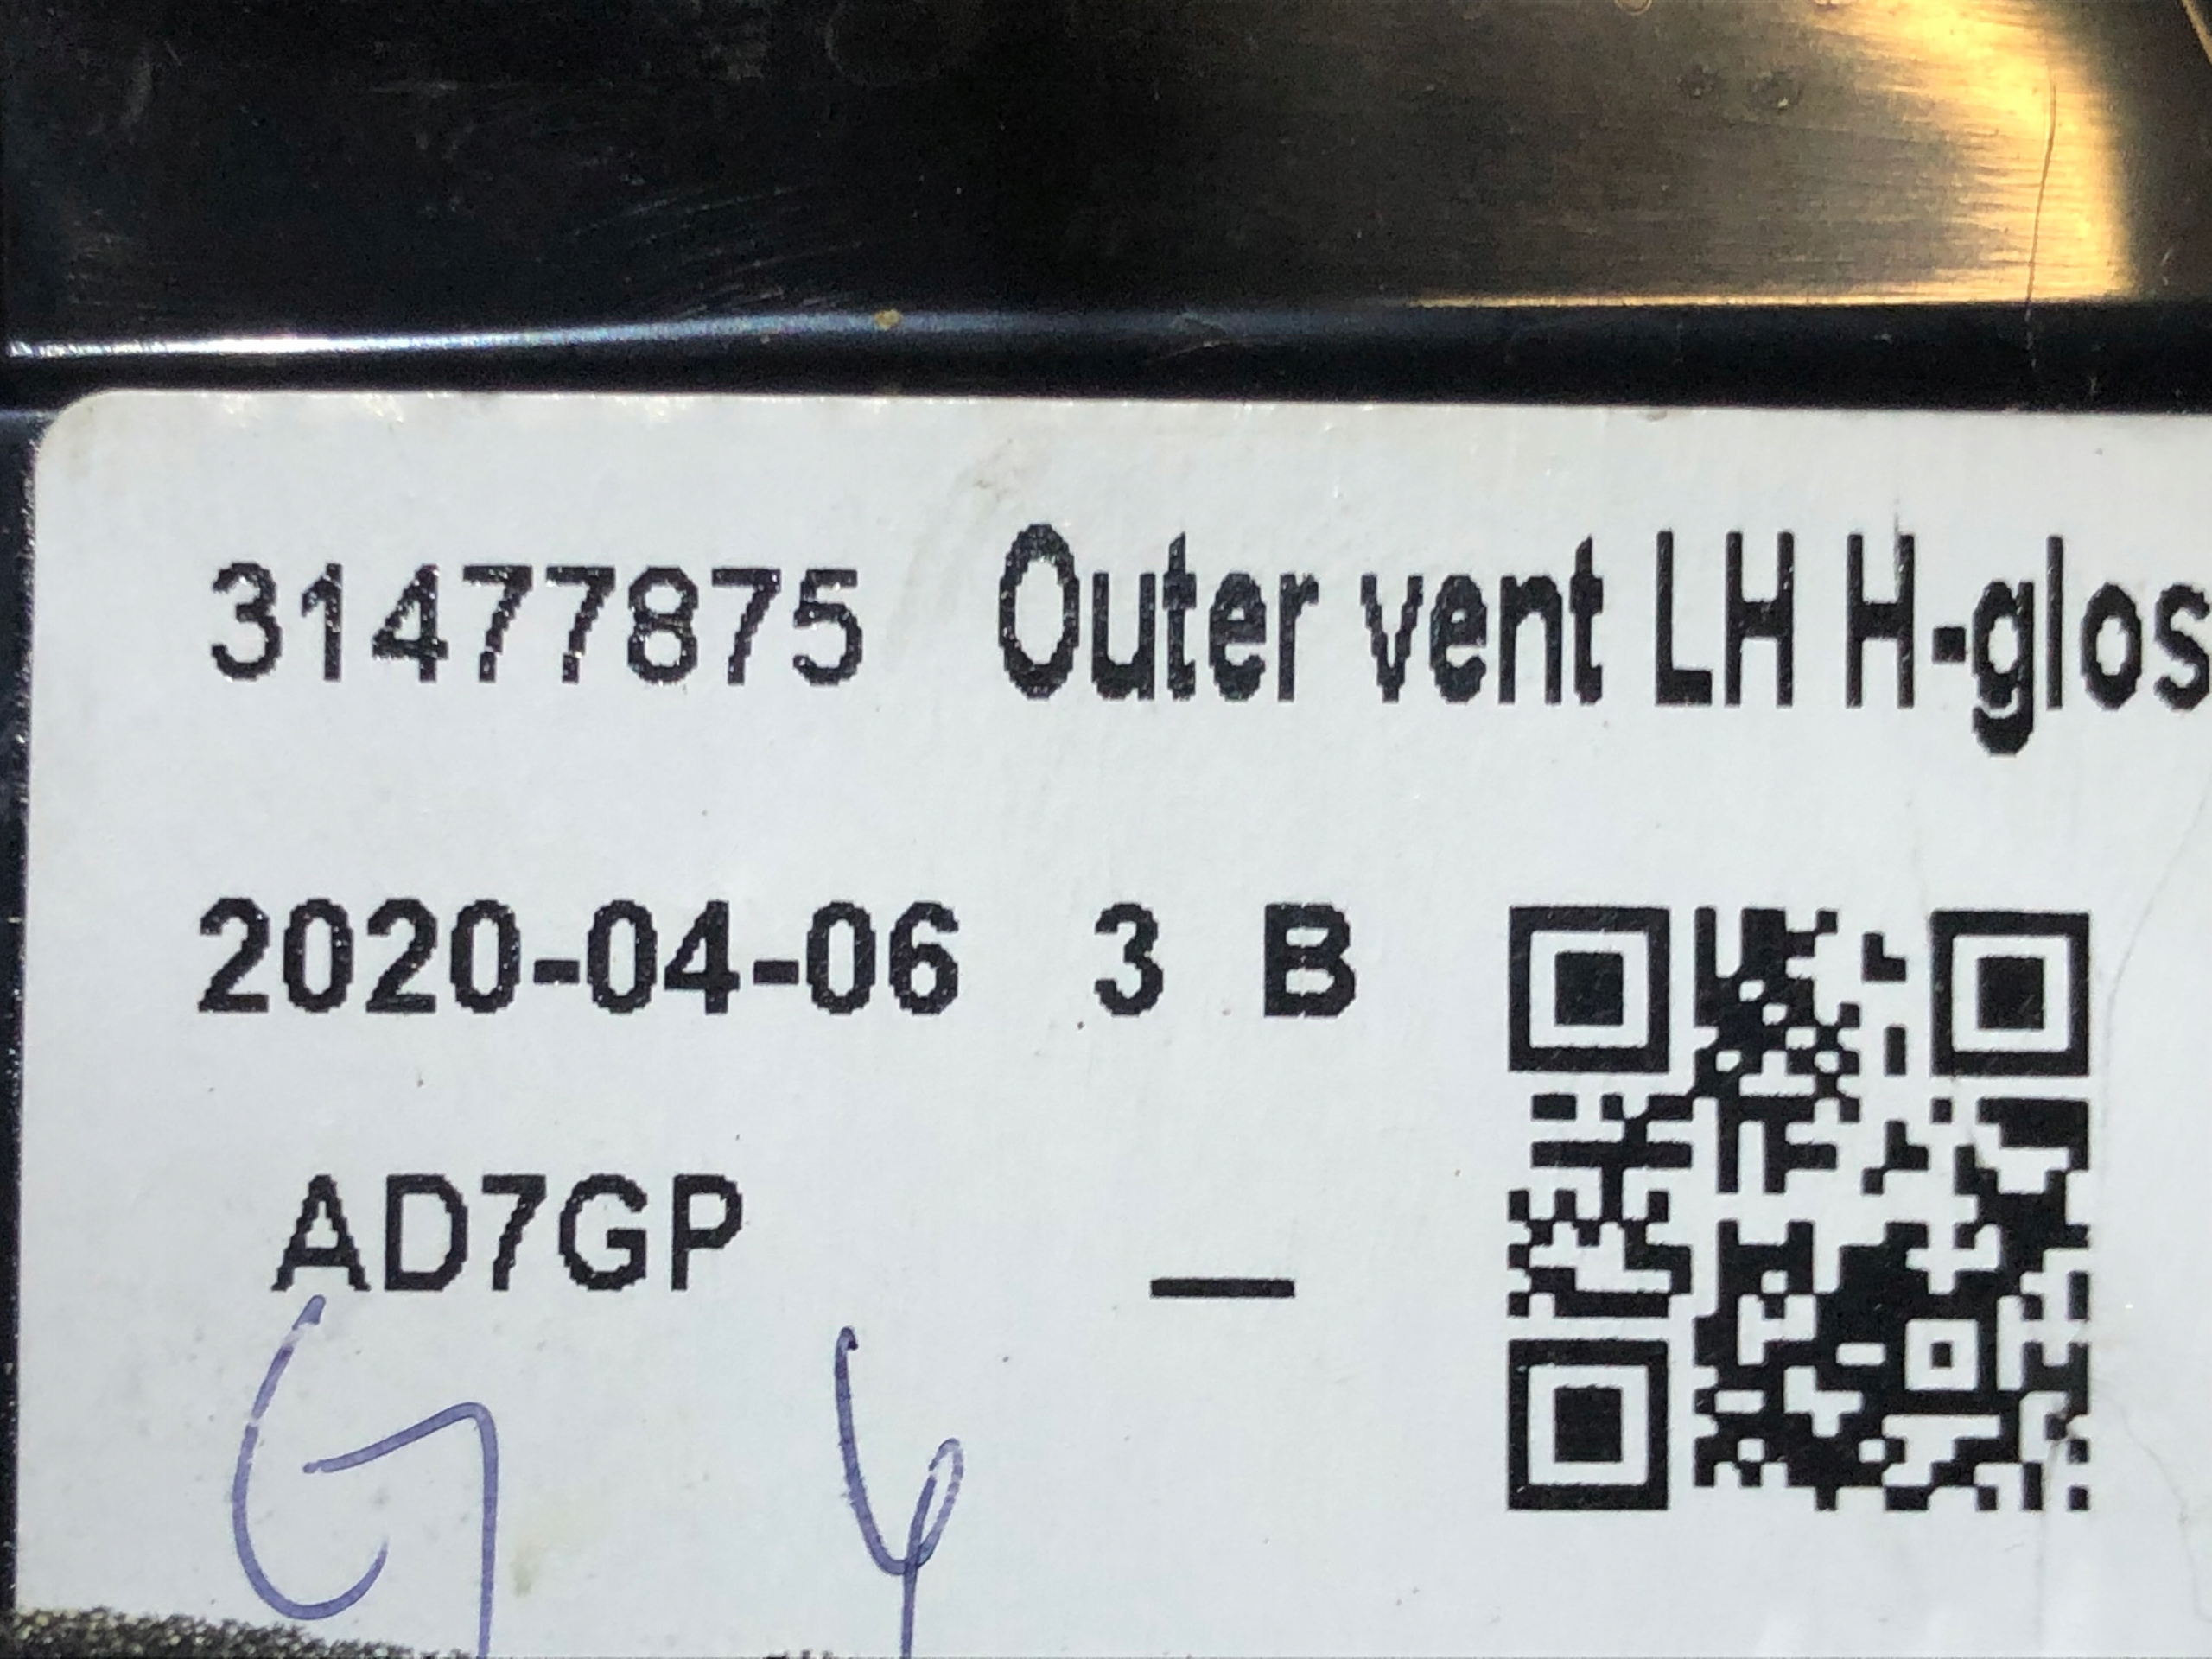 31477875 Outer vent LH H-glos
2020-04-06 3 B
AD7GP _